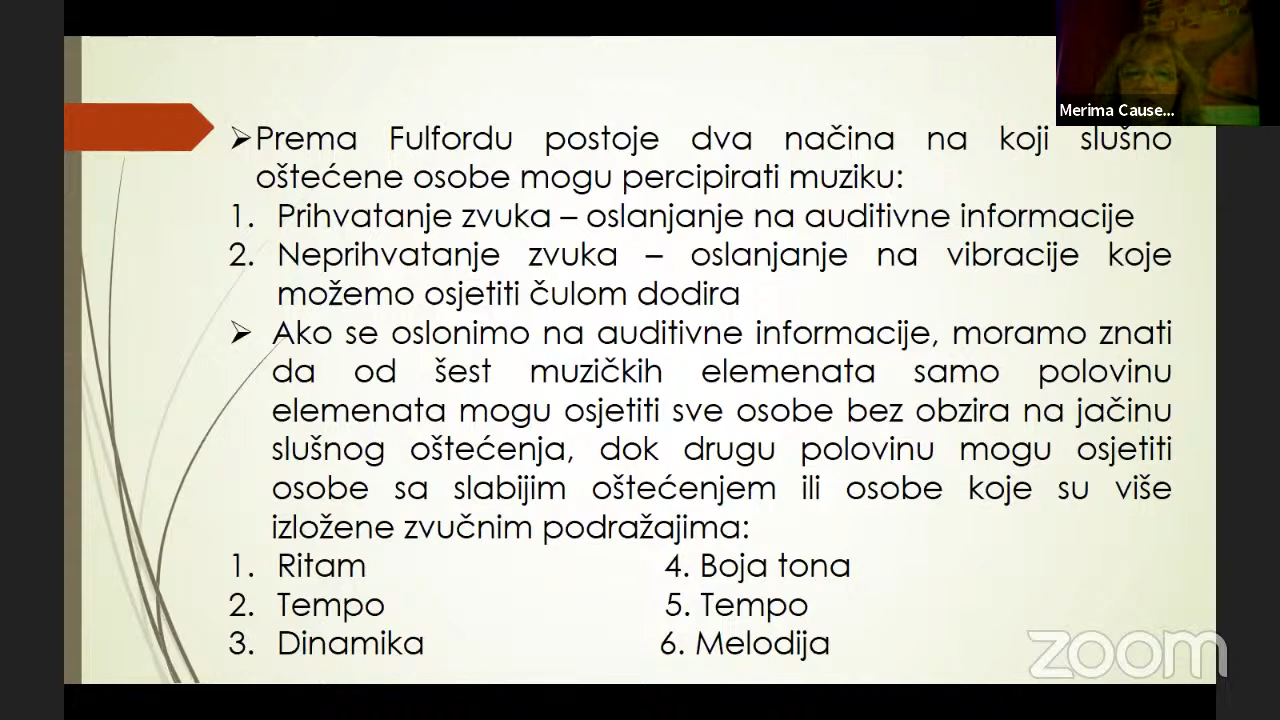 Merima Cause...
➢Prema Fulfordu postoje dva načina na koji slušno
oštećene osobe mogu percipirati muziku:
1. Prihvatanje zvuka – oslanjanje na auditivne informacije
2. Neprihvatanje zvuka – oslanjanje na vibracije koje
možemo osjetiti čulom dodira
➢ Ako se oslonimo na auditivne informacije, moramo znati
da od šest muzičkih elemenata samo polovinu
elemenata mogu osjetiti sve osobe bez obzira na jačinu
slušnog oštećenja, dok drugu polovinu mogu osjetiti
osobe sa slabijim oštećenjem ili osobe koje su više
izložene zvučnim podražajima:
1. Ritam 4. Boja tona
2. Tempo 5. Tempo
3. Dinamika 6. Melodija
zoom